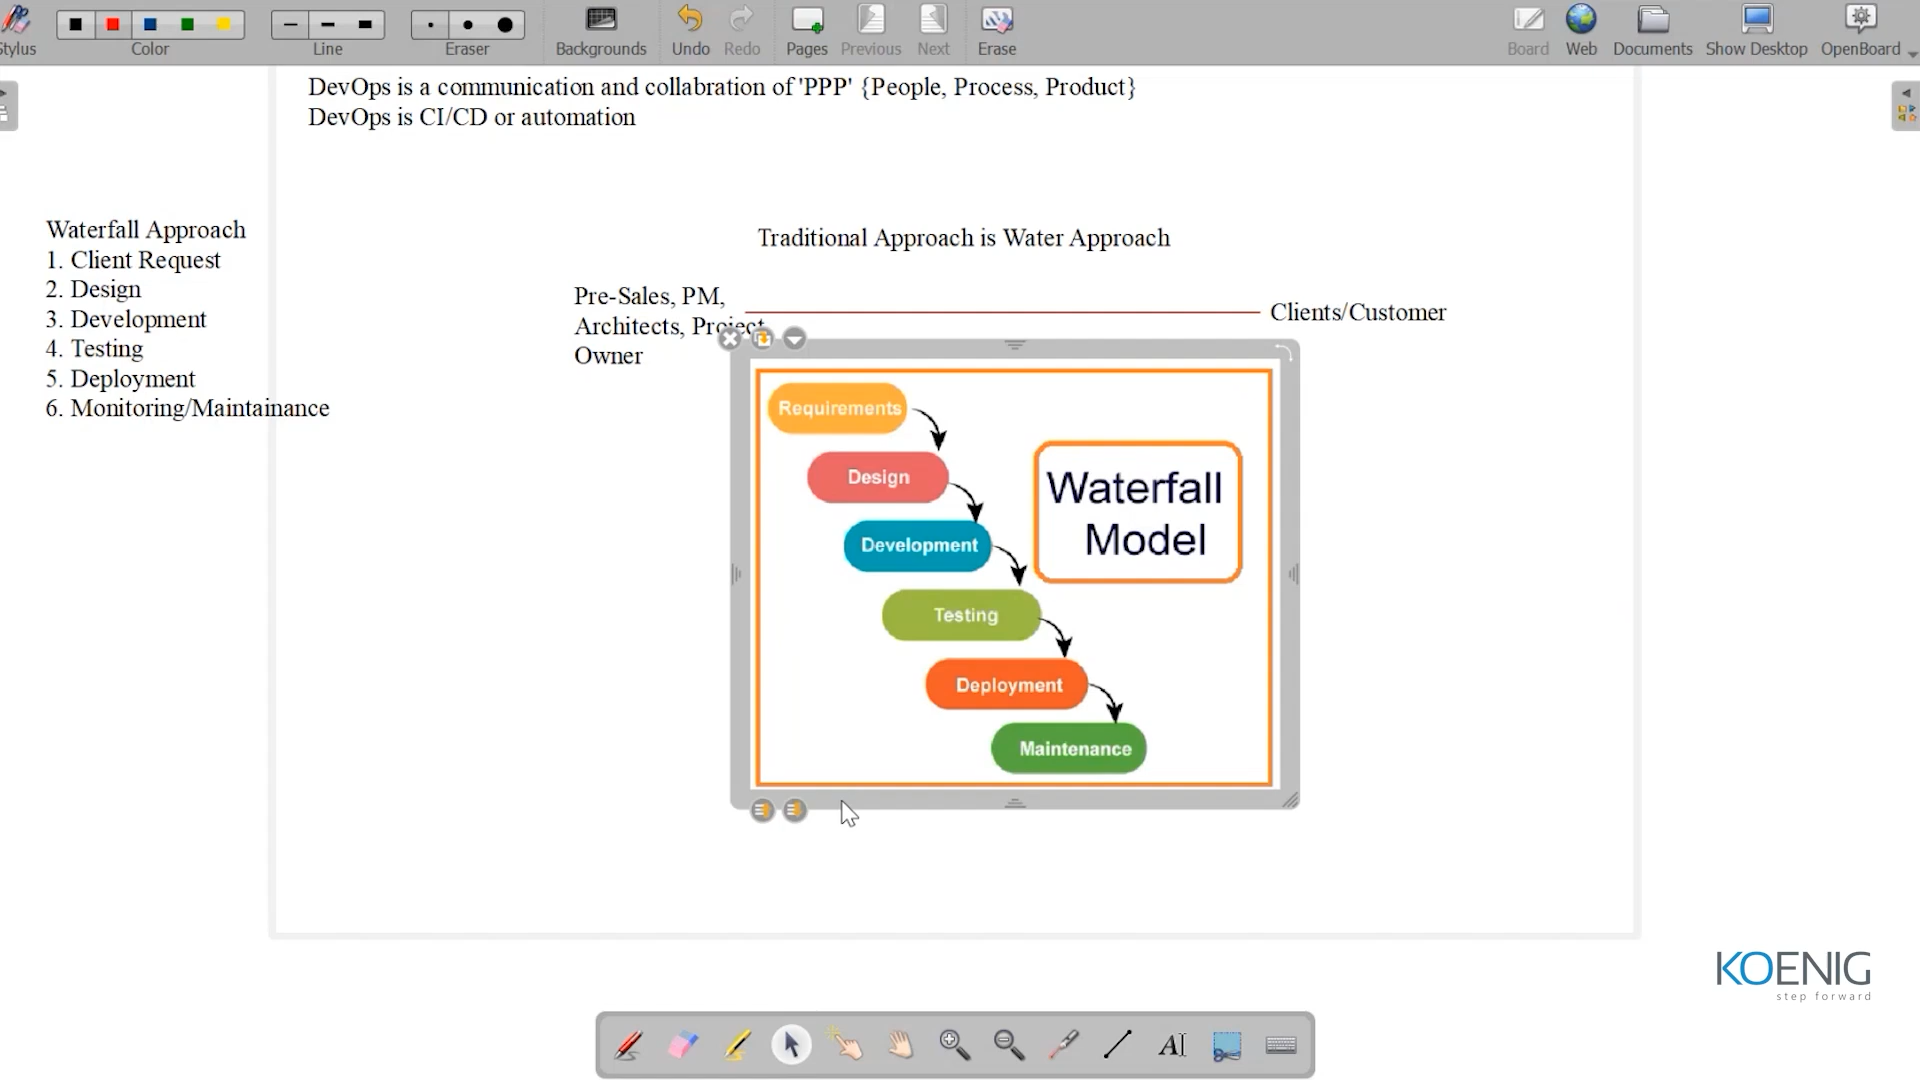 Stylus
Color
Line
Eraser
Backgrounds
Undo
Redo
Pages
Previous
Next
Erase
Board
Web
Documents
Show Desktop
OpenBoard
DevOps is a communication and collabration of 'PPP' {People, Process, Product}
DevOps is CI/CD or automation
Waterfall Approach
1. Client Request
2. Design
3. Development
4. Testing
5. Deployment
6. Monitoring/Maintainance
Traditional Approach is Water Approach
Pre-Sales, PM,
Architects, Project
Owner
Clients/Customer
Requirements
Design
Development
Testing
Deployment
Maintenance
Waterfall
Model
KOENIG
step forward
AI